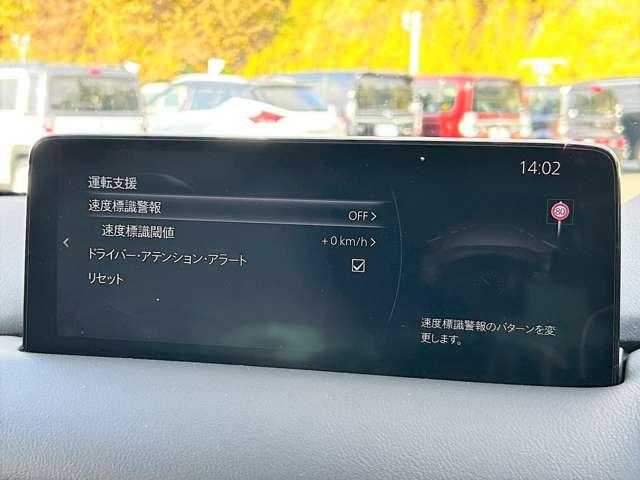 14:02
運転支援
速度標識警報 OFF
速度標識閾値 +0 km/h
ドライバー・アテンション・アラート
リセット
速度標識警報のパターンを変
更します。